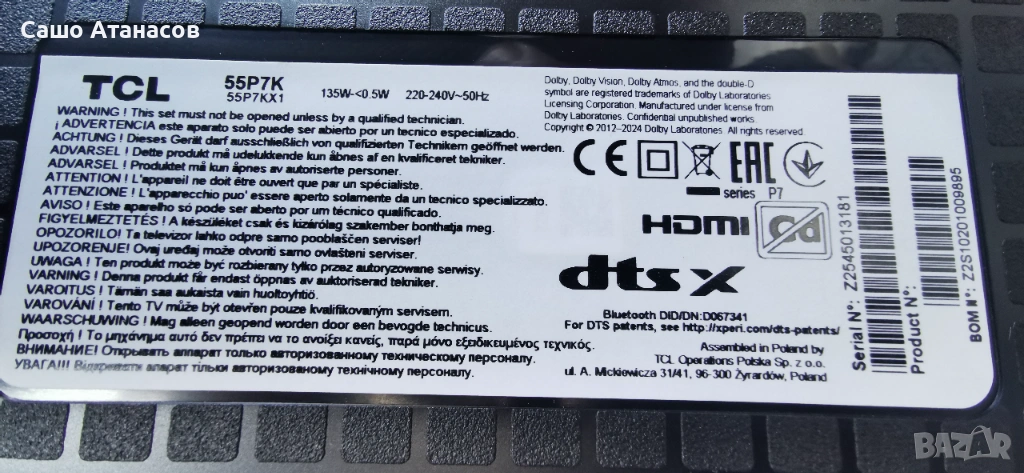 Сашо Атанасов
TCL
55P7K
55P7KX1
135W-<0.5W 220-240V~50Hz
WARNING ! This set must not be opened unless by a qualified technician.
¡ ADVERTENCIA este aparato solo puede ser abierto por un tecnico especializado.
ACHTUNG ! Dieses Gerät darf ausschließlich von qualifizierten Technikern geöffnet werden.
ADVARSEL ! Dette produkt må udelukkende kun åbnes af en kvalificeret tekniker.
ADVARSEL ! Produktet må kun åpnes av autoriserte personer.
ATTENTION ! L'appareil ne doit être ouvert que par un spécialiste.
ATTENZIONE ! L'apparecchio puo' essere aperto solamente da un tecnico specializzato.
AVISO ! Este aparelho só pode ser aberto por um técnico qualificado.
FIGYELMEZTETÉS ! A készüléket csak és kizárólag szakember bonthatja meg.
OPOZORILO! Ta televizor lahko odpre samo pooblaščen serviser!
UPOZORENJE! Ovaj uređaj može otvoriti samo ovlašteni serviser.
UWAGA ! Ten produkt może być rozbierany tylko przez autoryzowane serwisy.
VARNING ! Denna produkt får endast öppnas av auktoriserad tekniker.
VAROITUS ! Tämän saa aukaista vain huoltoyhtiö.
VAROVÁNÍ ! Tento TV může být otevřen pouze kvalifikovaným servisem.
WAARSCHUWING ! Mag alleen geopend worden door een bevoegde technicus.
Προσοχή ! Το μηχάνημα αυτό δεν πρέπει να το ανοίξει κανείς, παρά μόνο εξειδικευμένος τεχνικός.
ВНИМАНИЕ! Открывать аппарат только авторизованному техническому персоналу.
УВАГА!!! Відкривати апарат тільки авторизованому технічному персоналу.
Dolby, Dolby Vision, Dolby Atmos, and the double-D
symbol are registered trademarks of Dolby Laboratories
Licensing Corporation. Manufactured under license from
Dolby Laboratories. Confidential unpublished works.
Copyright © 2012-2024 Dolby Laboratories. All rights reserved.
CE EAC
series P7
HDMI Cd
dts X
Bluetooth DID/DN:D067341
For DTS patents, see http://xperi.com/dts-patents/
Assembled in Poland by
TCL Operations Polska Sp. z o.o.
ul. A. Mickiewicza 31/41, 96-300 Żyrardów, Poland
Serial Nº: Z2545013181
Product Nº:
BOM Nº: Z2S10201009895
BAZAR